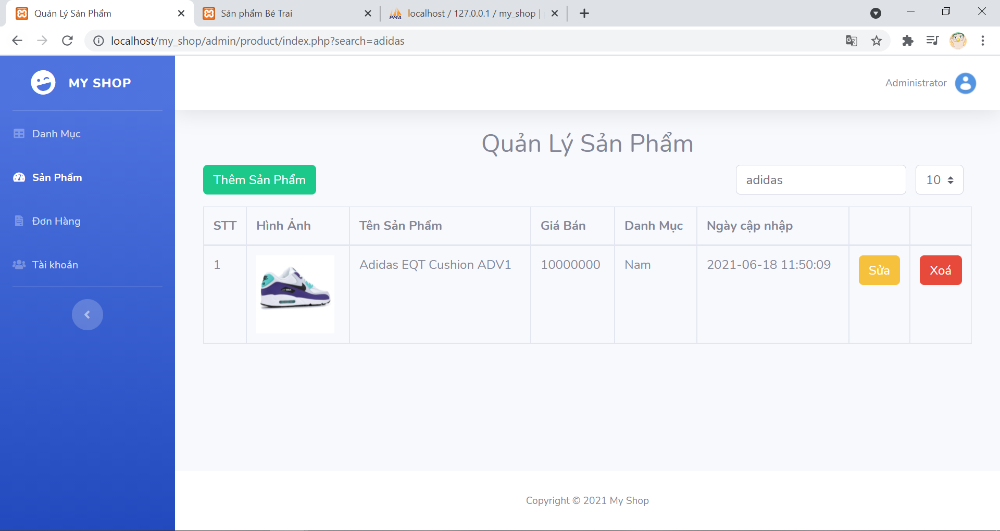 Quản Lý Sản Phẩm
Sản phẩm Bé Trai
localhost / 127.0.0.1 / my_shop |
localhost/my_shop/admin/product/index.php?search=adidas
MY SHOP
Administrator
Danh Mục
Sản Phẩm
Đơn Hàng
Tài khoản
Quản Lý Sản Phẩm
Thêm Sản Phẩm
adidas
10
STT Hình Ảnh Tên Sản Phẩm Giá Bán Danh Mục Ngày cập nhập
1 Adidas EQT Cushion ADV1 10000000 Nam 2021-06-18 11:50:09 Sửa Xoá
Copyright © 2021 My Shop